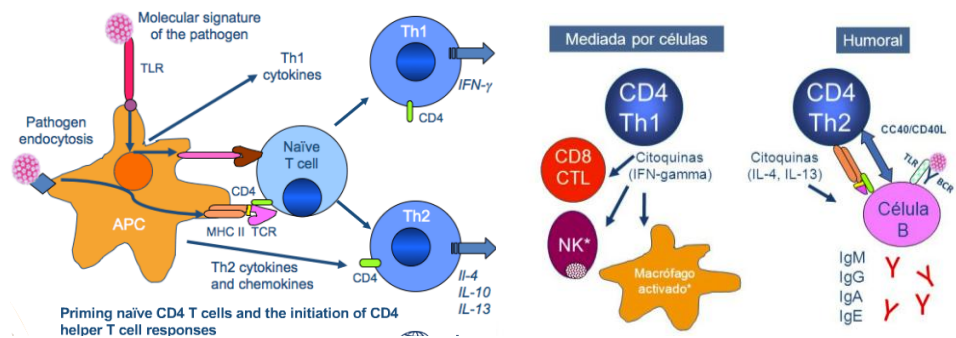 Molecular signature
of the pathogen
TLR
Th1
cytokines
Pathogen
endocytosis
Naïve
T cell
APC
CD4
MHC II TCR
Th2 cytokines
and chemokines
Th1
IFN-γ
CD4
Th2
CD4
Il-4
IL-10
IL-13
Priming naïve CD4 T cells and the initiation of CD4
helper T cell responses
Mediada por células
CD4
Th1
CD8
CTL
Citoquinas
(IFN-gamma)
NK*
Macrófago
activado*
Humoral
CD4
Th2
CC40/CD40L
Citoquinas
(IL-4, IL-13)
TLR
BCR
Célula
B
IgM
IgG
IgA
IgE